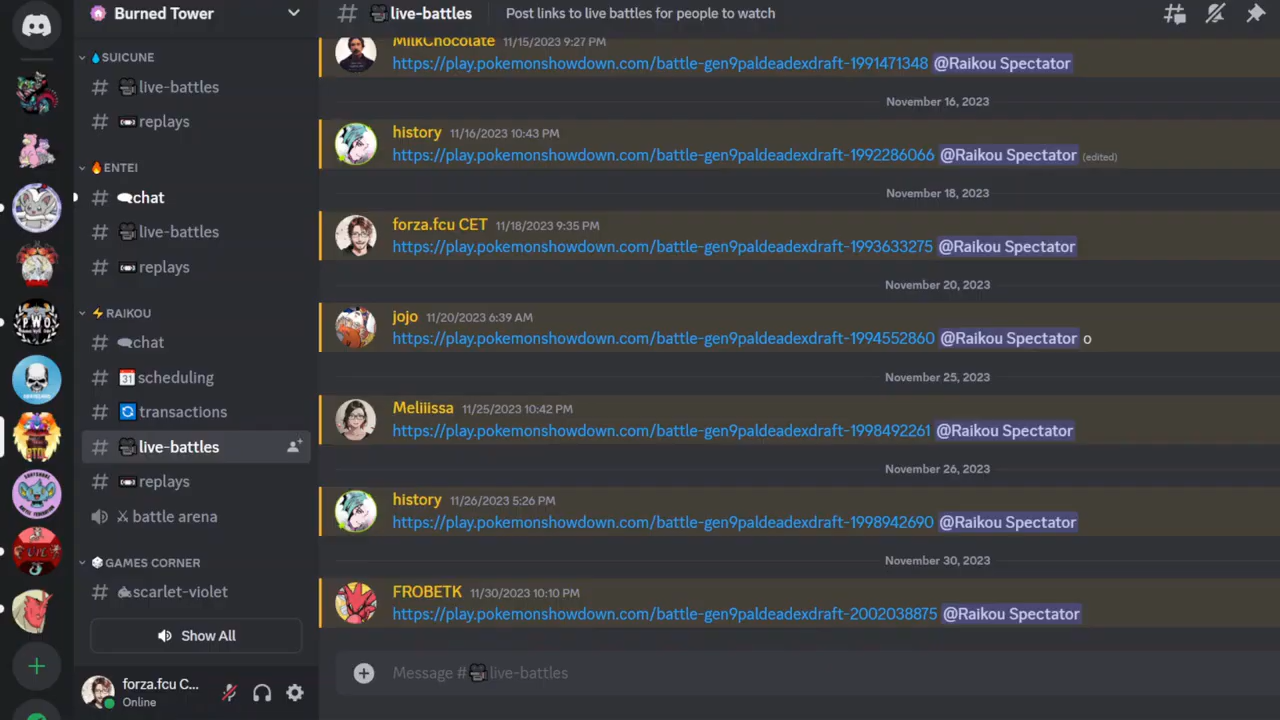 Burned Tower
SUICUNE
live-battles
replays
ENTEI
chat
live-battles
replays
RAIKOU
chat
31 scheduling
transactions
live-battles
replays
battle arena
GAMES CORNER
scarlet-violet
Show All
forza.fcu C...
Online
# live-battles Post links to live battles for people to watch
MilkChocolate 11/15/2023 9:27 PM
https://play.pokemonshowdown.com/battle-gen9paldeadexdraft-1991471348 @Raikou Spectator
November 16, 2023
history 11/16/2023 10:43 PM
https://play.pokemonshowdown.com/battle-gen9paldeadexdraft-1992286066 @Raikou Spectator (edited)
November 18, 2023
forza.fcu CET 11/18/2023 9:35 PM
https://play.pokemonshowdown.com/battle-gen9paldeadexdraft-1993633275 @Raikou Spectator
November 20, 2023
jojo 11/20/2023 6:39 AM
https://play.pokemonshowdown.com/battle-gen9paldeadexdraft-1994552860 @Raikou Spectator o
November 25, 2023
Meliiissa 11/25/2023 10:42 PM
https://play.pokemonshowdown.com/battle-gen9paldeadexdraft-1998492261 @Raikou Spectator
November 26, 2023
history 11/26/2023 5:26 PM
https://play.pokemonshowdown.com/battle-gen9paldeadexdraft-1998942690 @Raikou Spectator
November 30, 2023
FROBETK 11/30/2023 10:10 PM
https://play.pokemonshowdown.com/battle-gen9paldeadexdraft-2002038875 @Raikou Spectator
Message # live-battles